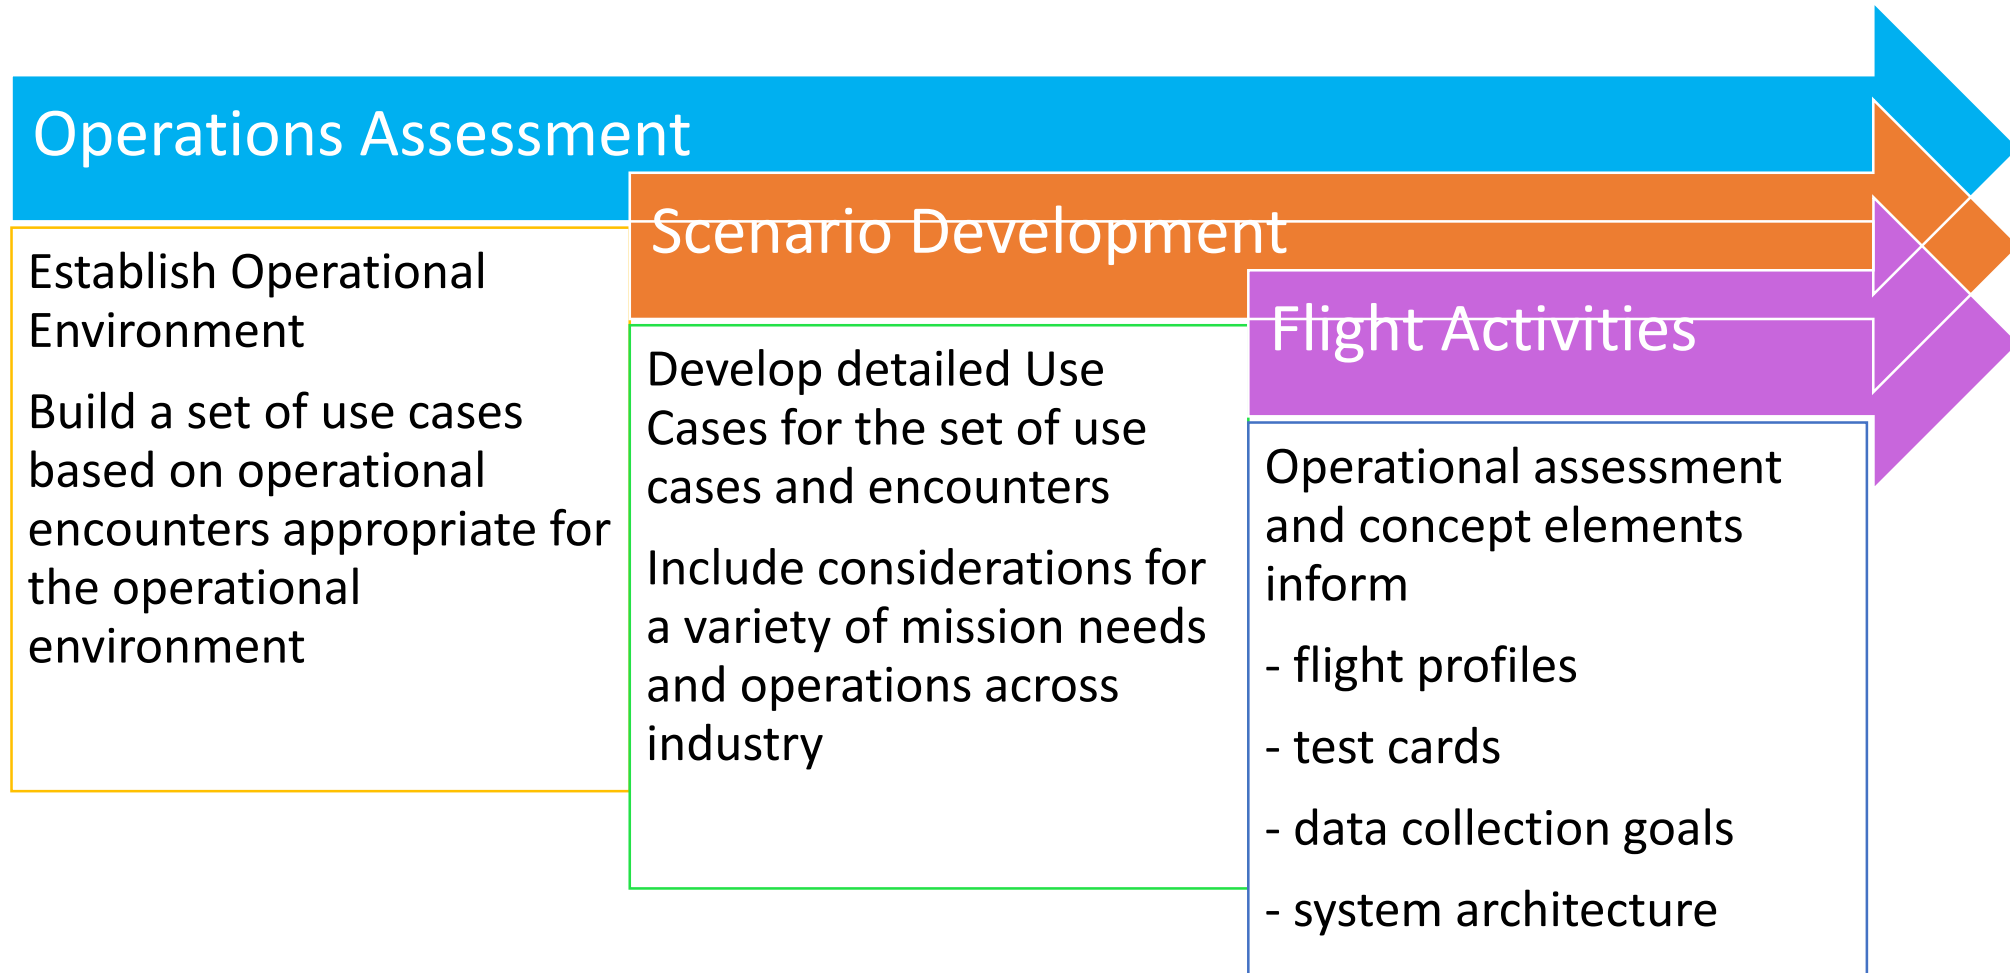 Operations Assessment
Establish Operational
Environment
Build a set of use cases
based on operational
encounters appropriate for
the operational
environment
Scenario Development
Develop detailed Use
Cases for the set of use
cases and encounters
Include considerations for
a variety of mission needs
and operations across
industry
Flight Activities
Operational assessment
and concept elements
inform
- flight profiles
- test cards
- data collection goals
- system architecture